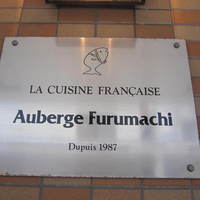 LA CUISINE FRANÇAISE
Auberge Furumachi
Depuis 1987